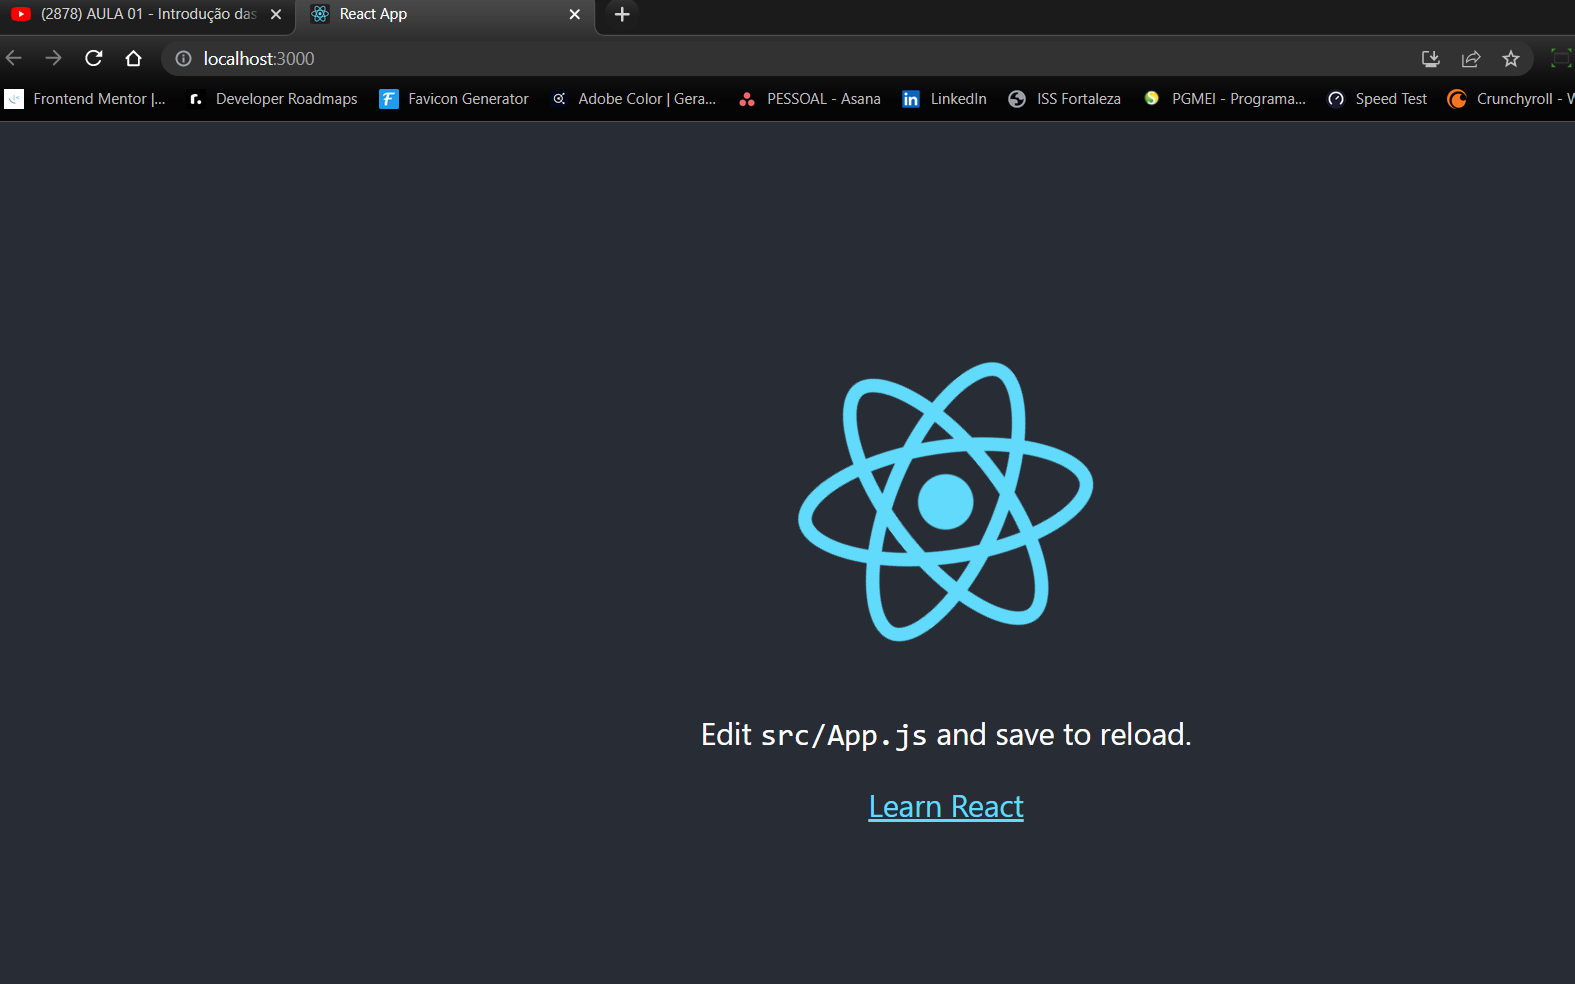 (2878) AULA 01 - Introdução das
React App
localhost:3000
Frontend Mentor |... Developer Roadmaps Favicon Generator Adobe Color | Gera... PESSOAL - Asana LinkedIn ISS Fortaleza PGMEI - Programa... Speed Test Crunchyroll - W
Edit src/App.js and save to reload.
Learn React